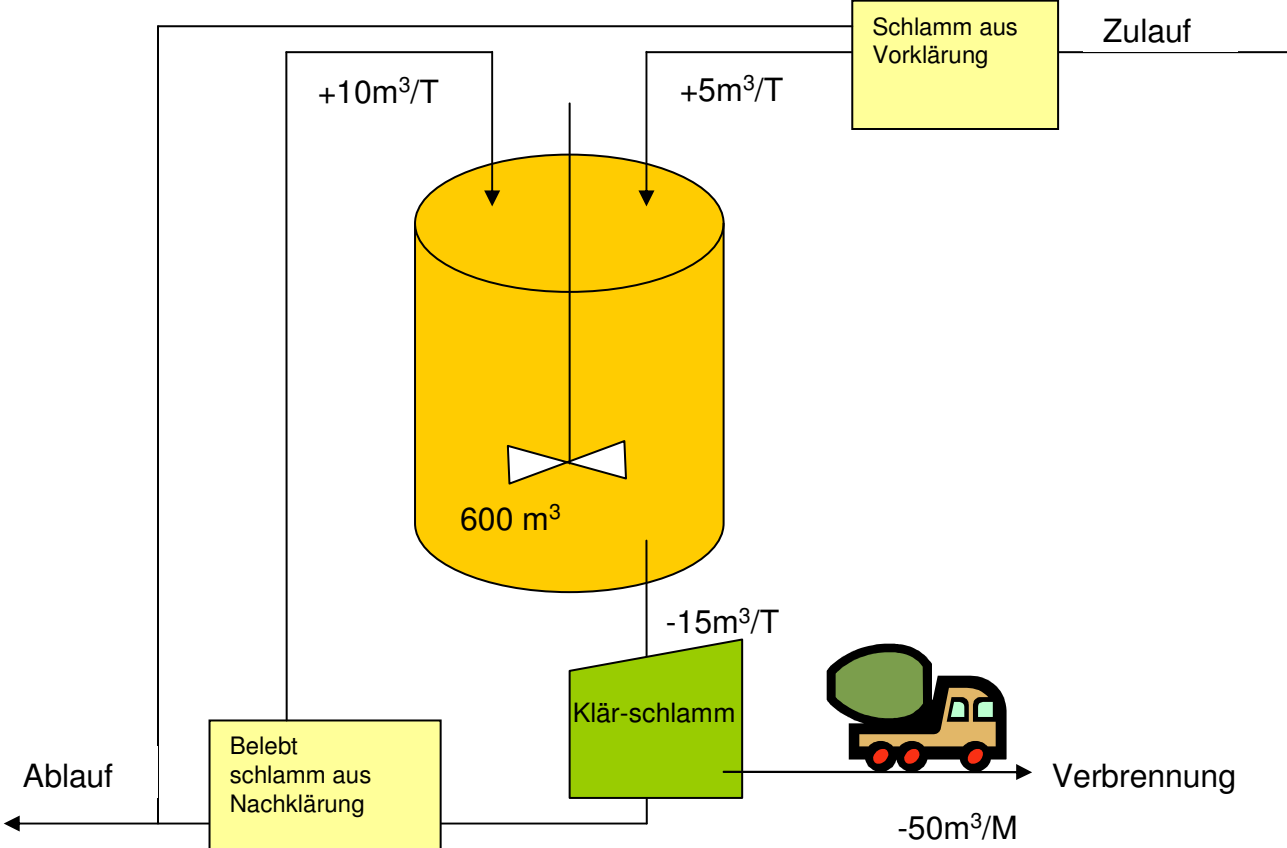 Schlamm aus
Vorklärung
Zulauf
+10m³/T
+5m³/T
600 m³
-15m³/T
Klär-schlamm
Belebt
schlamm aus
Nachklärung
Ablauf
Verbrennung
-50m³/M